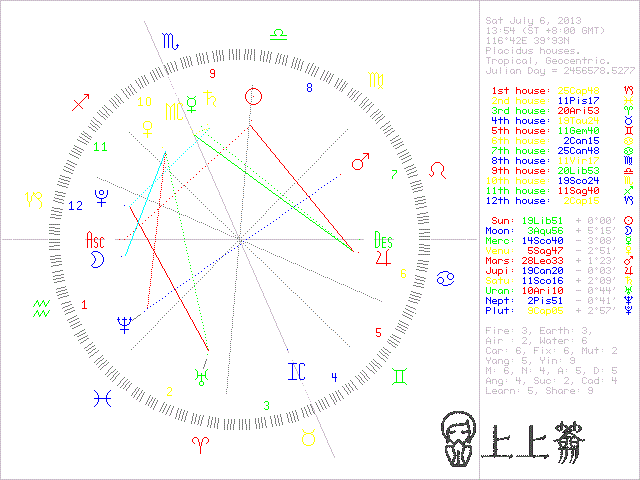 Sat July 6, 2013
13:54 (ST +8:00 GMT)
116°42E 39°93N
Placidus houses.
Tropical, Geocentric.
Julian Day = 2456578.5277
1st house: 25Cap48
2nd house: 11Pis17
3rd house: 20Ari53
4th house: 19Tau24
5th house: 11Gem40
6th house: 2Can15
7th house: 25Can48
8th house: 11Vir17
9th house: 20Lib53
10th house: 19Sco24
11th house: 11Sag40
12th house: 2Cap15
Sun: 19Lib51 + 0°00'
Moon: 3Aqu56 + 5°15'
Merc: 14Sco40 - 3°08'
Venu: 5Sag47 - 2°51'
Mars: 28Leo33 + 1°23'
Jupi: 19Can20 - 0°03'
Satu: 11Sco16 + 2°09'
Uran: 10Ari10 - 0°44'
Nept: 2Pis51 - 0°41'
Plut: + 2°57'
Fire: 3, Earth: 3,
Air : 2, Water: 6
Car: 6, Fix: 6, Mut: 2
Yang: 5, Yin: 9
M: 6, N: 4, A: 5, D: 5
Ang: 4, Suc: 2, Cad: 4
Learn: 5, Share: 9
9
10
11
8
7
12
Asc
Des
6
1
5
2
IC
4
3
上上籤